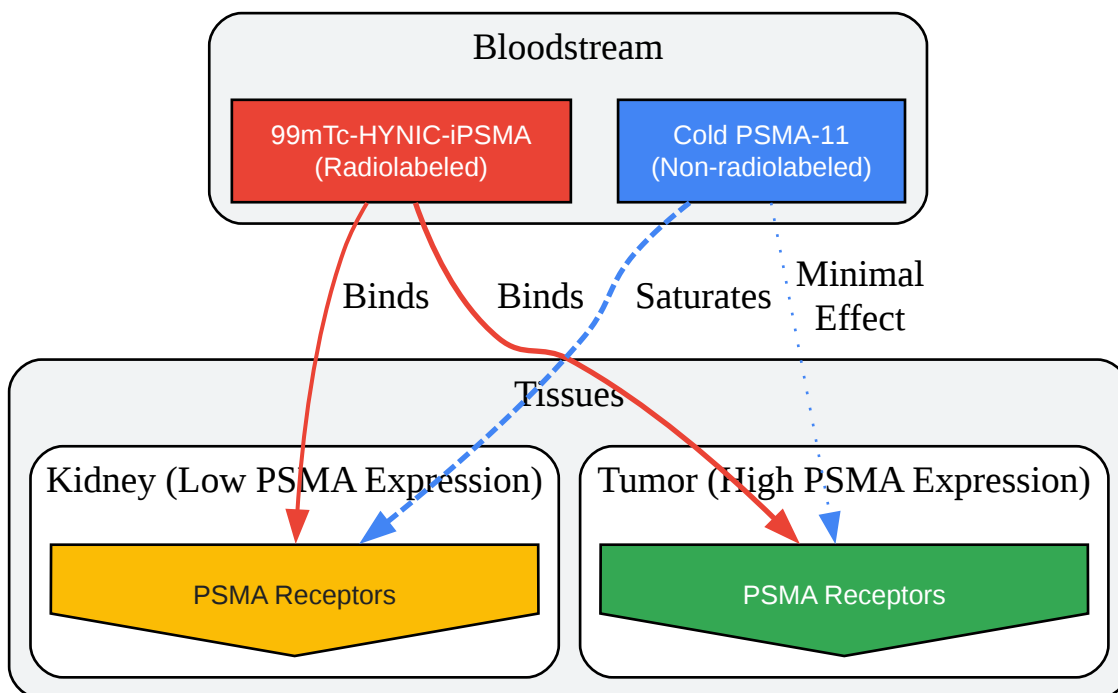 Bloodstream
99mTc-HYNIC-iPSMA
(Radiolabeled)
Cold PSMA-11
(Non-radiolabeled)
Binds
Binds
Saturates
Minimal
Effect
Tissues
Kidney (Low PSMA Expression)
Tumor (High PSMA Expression)
PSMA Receptors
PSMA Receptors